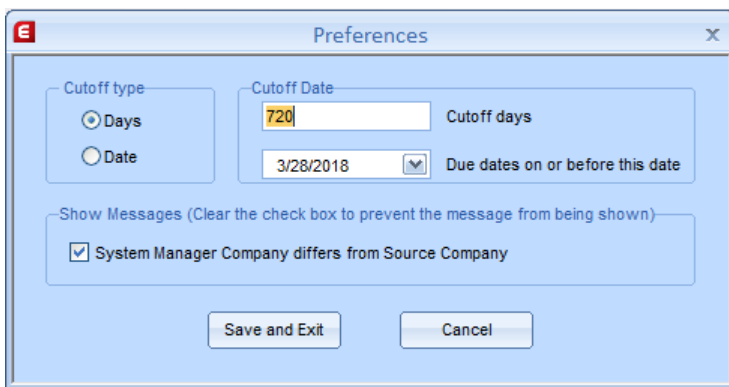 Preferences
Cutoff type
Days
Date
Cutoff Date
720
Cutoff days
3/28/2018
Due dates on or before this date
Show Messages (Clear the check box to prevent the message from being shown)
System Manager Company differs from Source Company
Save and Exit
Cancel